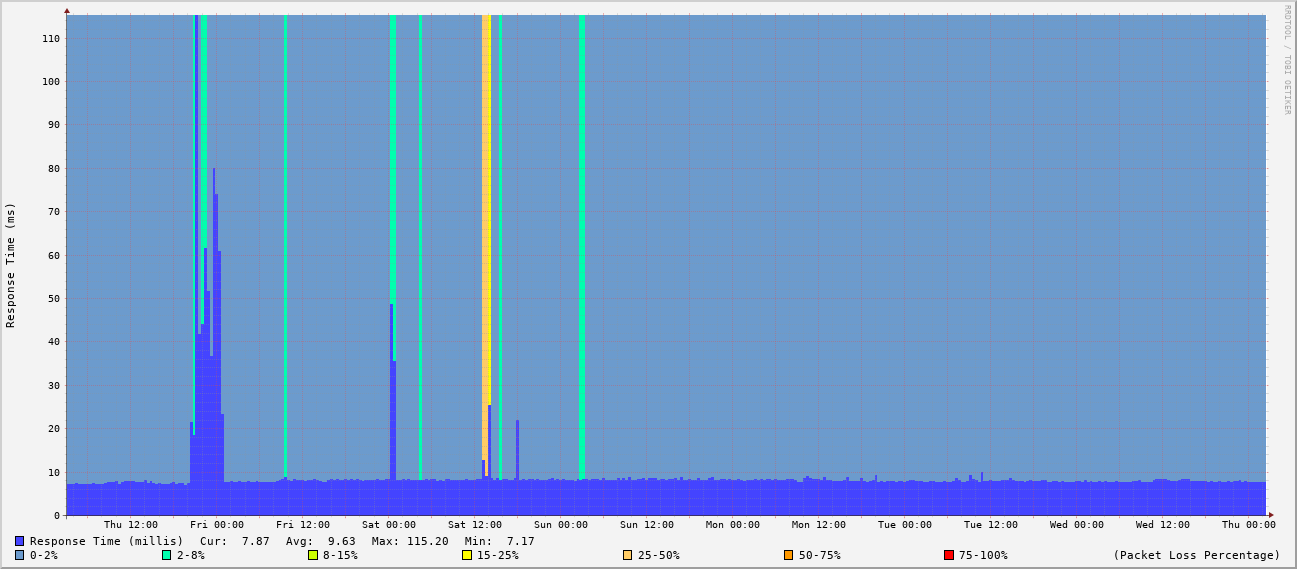 RRDTOOL / TOBI OETIKER
Response Time (ms)
110
100
90
80
70
60
50
40
30
20
10
0
Thu 12:00 Fri 00:00 Fri 12:00 Sat 00:00 Sat 12:00 Sun 00:00 Sun 12:00 Mon 00:00 Mon 12:00 Tue 00:00 Tue 12:00 Wed 00:00 Wed 12:00 Thu 00:00
Response Time (millis) Cur: 7.87 Avg: 9.63 Max: 115.20 Min: 7.17
0-2% 2-8% 8-15% 15-25% 25-50% 50-75% 75-100% (Packet Loss Percentage)